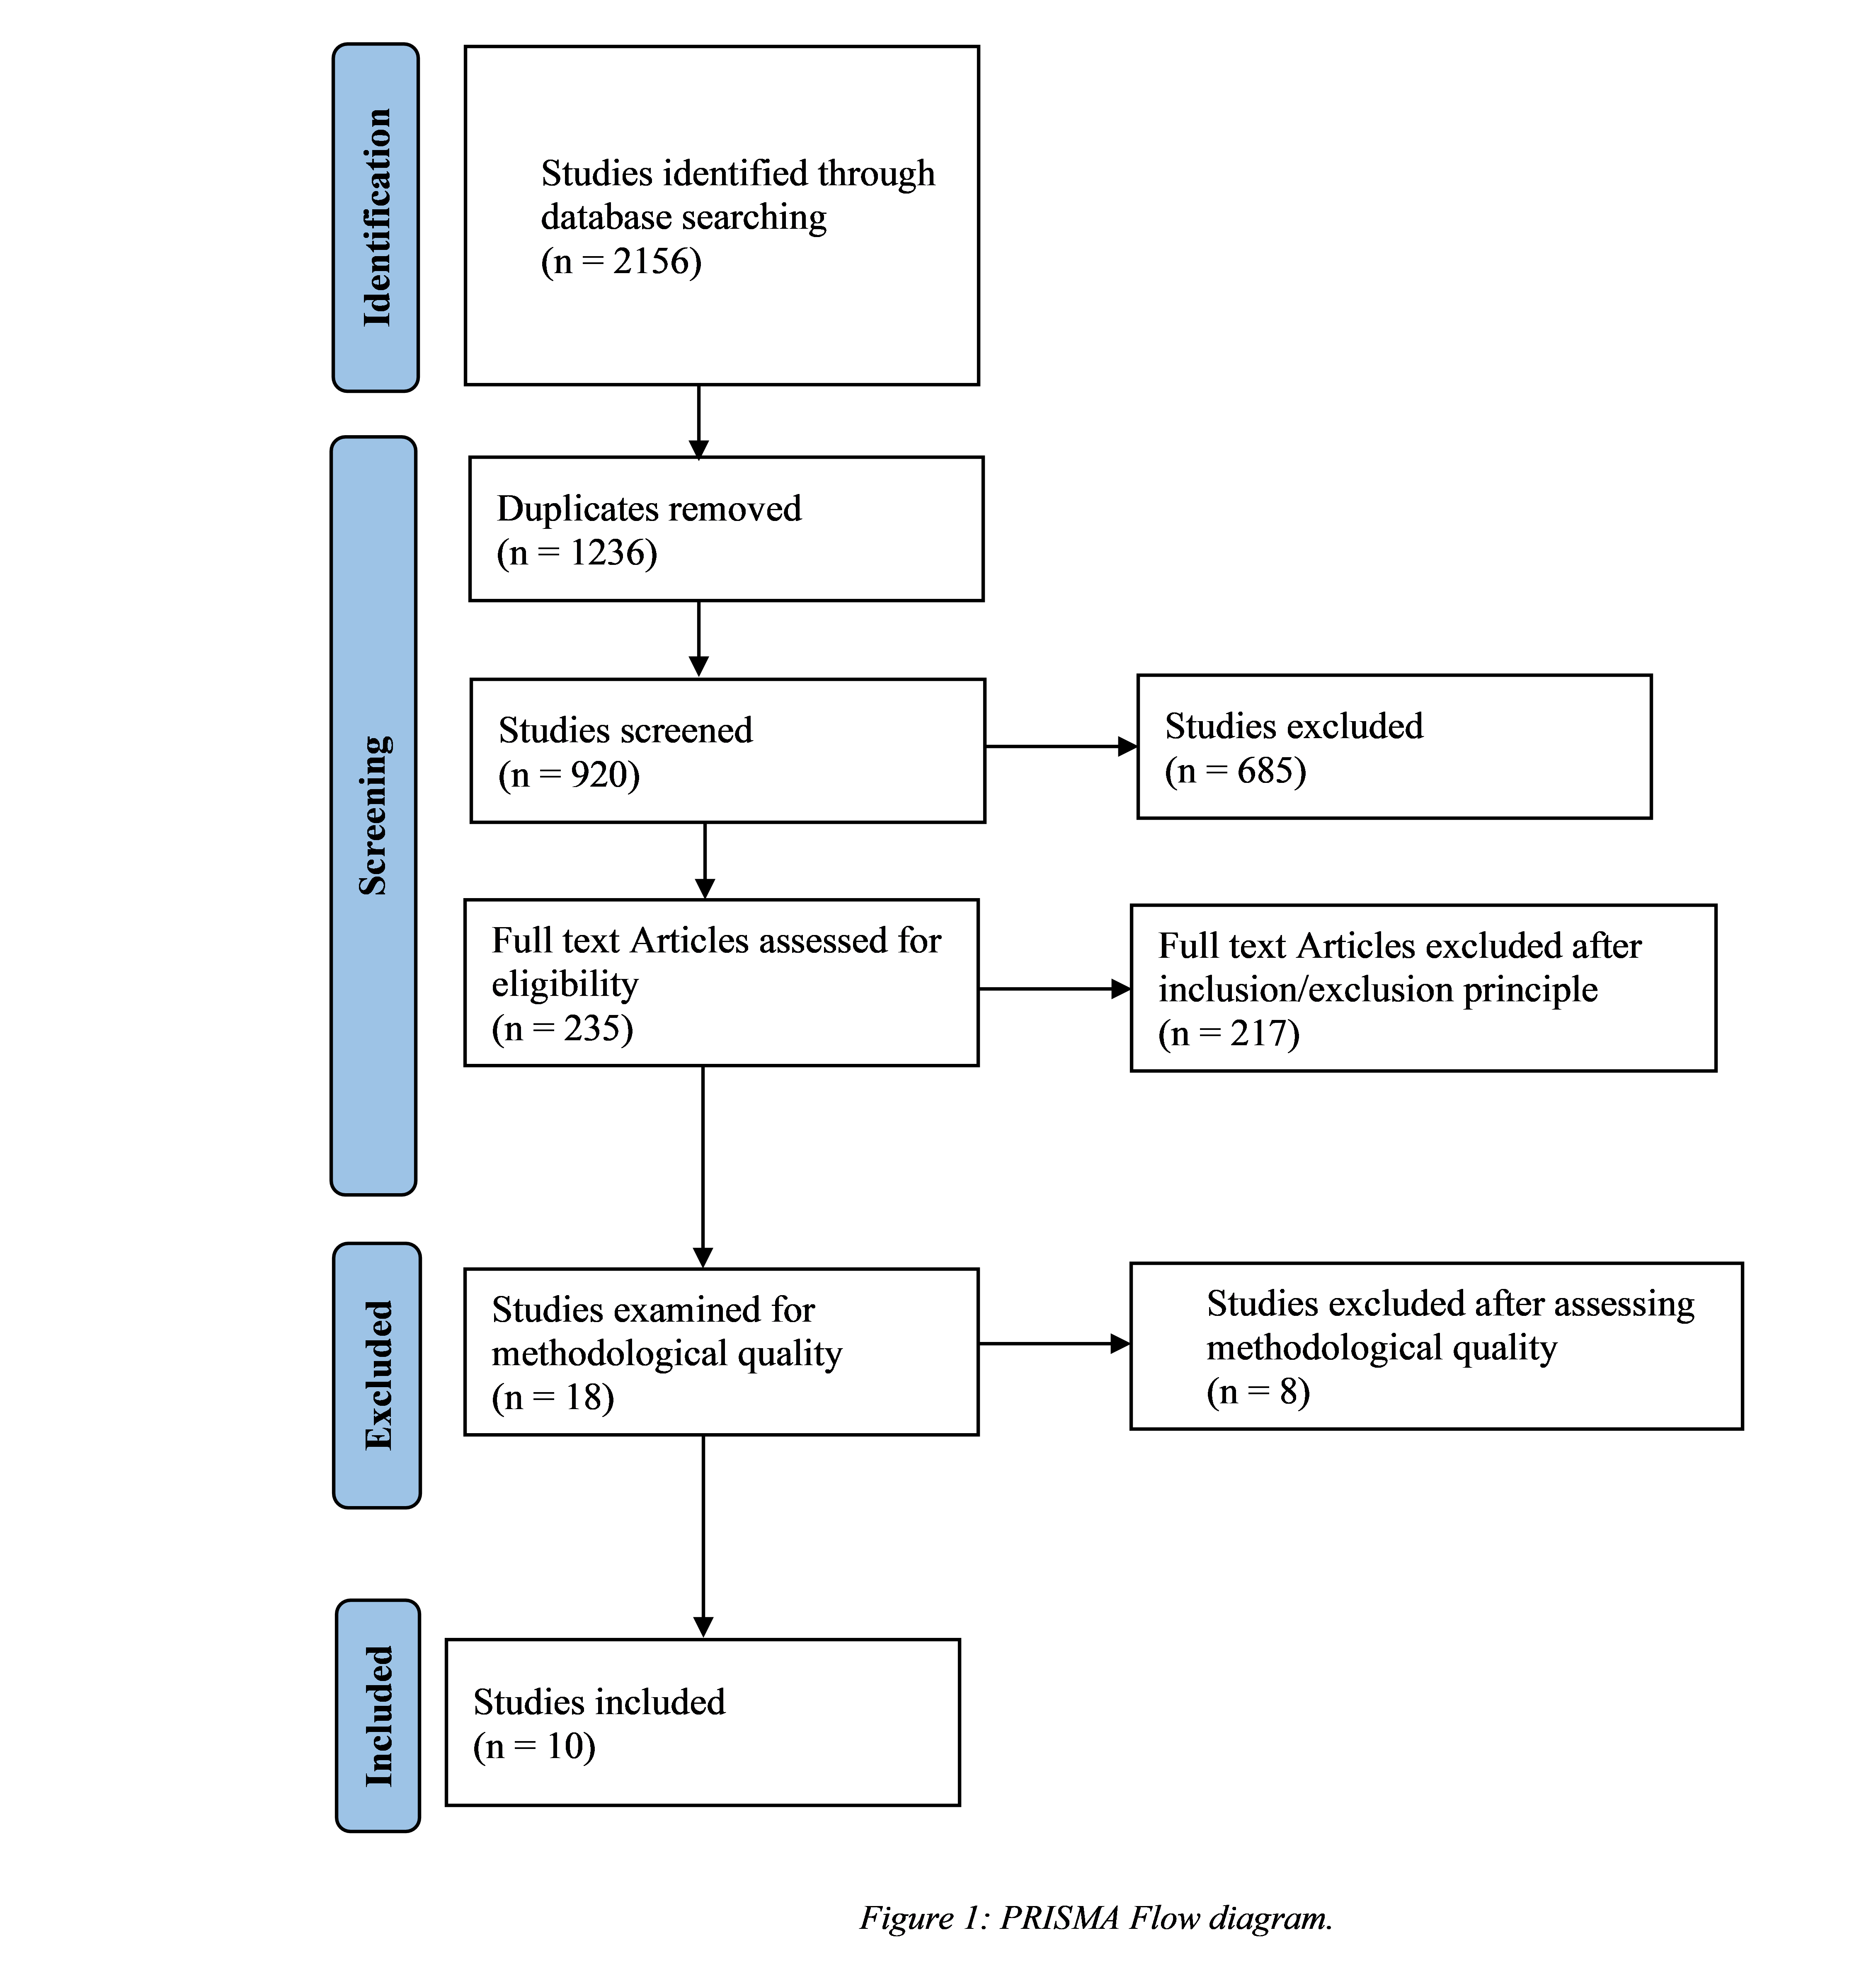 Identification
Studies identified through
database searching
(n = 2156)
Screening
Duplicates removed
(n = 1236)
Studies screened
(n = 920)
Studies excluded
(n = 685)
Full text Articles assessed for
eligibility
(n = 235)
Full text Articles excluded after
inclusion/exclusion principle
(n = 217)
Excluded
Studies examined for
methodological quality
(n = 18)
Studies excluded after assessing
methodological quality
(n = 8)
Included
Studies included
(n = 10)
Figure 1: PRISMA Flow diagram.